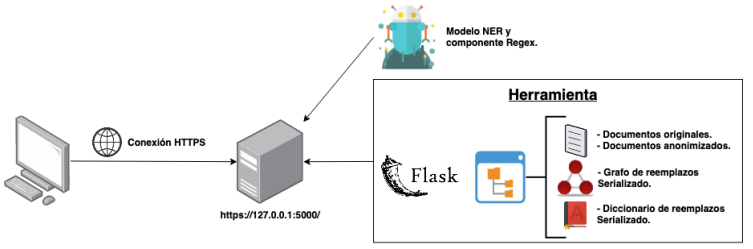 Modelo NER y
componente Regex.
Herramienta
Conexión HTTPS
https://127.0.0.1:5000/
Flask
- Documentos originales.
- Documentos anonimizados.
- Grafo de reemplazos
Serializado.
A
- Diccionario de reemplazos
Serializado.